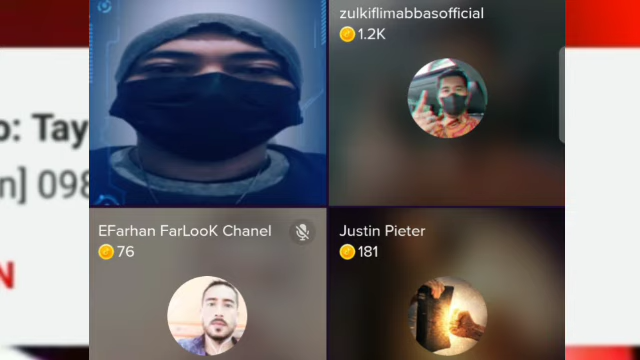 zulkiflimabbasofficial
1.2K
o: Tay
n] 098
N
EFarhan FarLooK Chanel
76
Justin Pieter
181